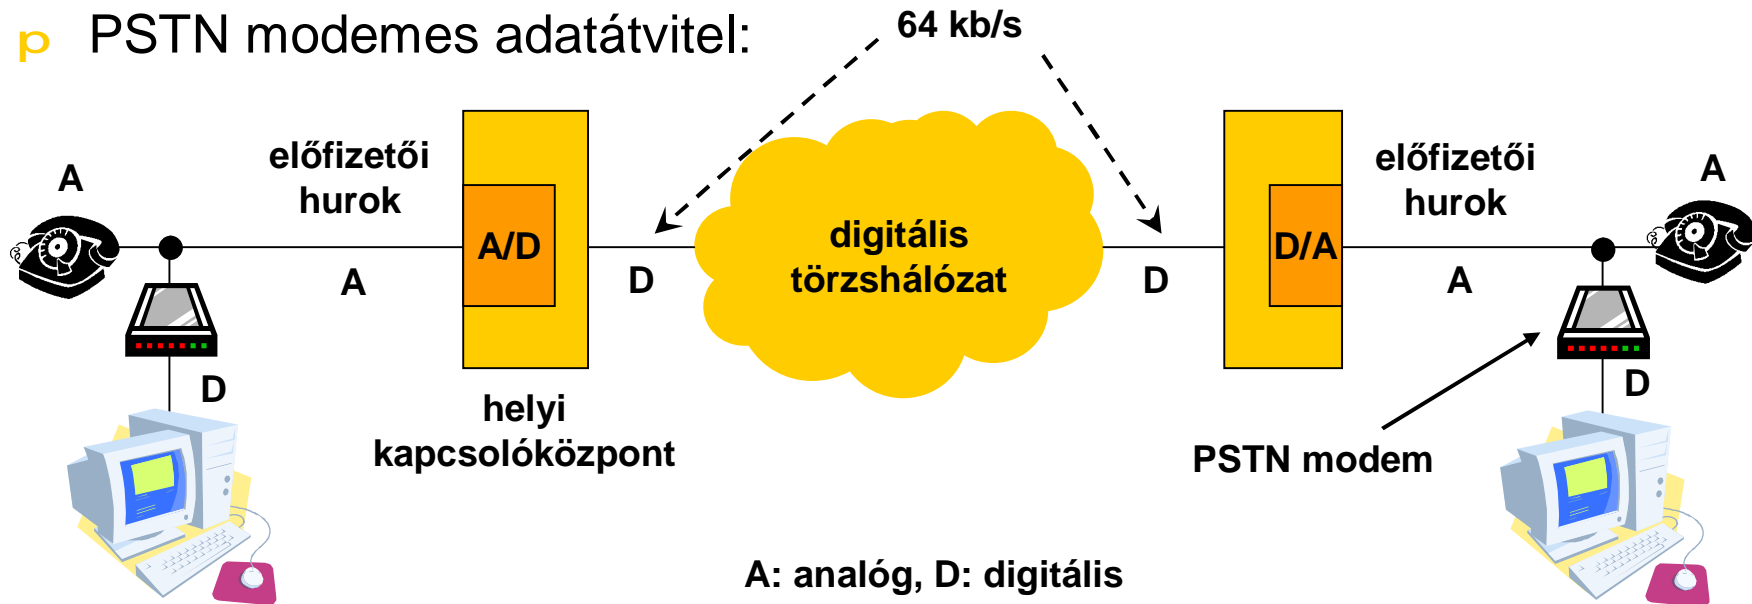 p PSTN modemes adatátvitel:
64 kb/s
A
előfizetői
hurok
A/D
A
D
D
helyi
kapcsolóközpont
digitális
törzshálózat
D
D/A
előfizetői
hurok
A
A
D
PSTN modem
A: analóg, D: digitális